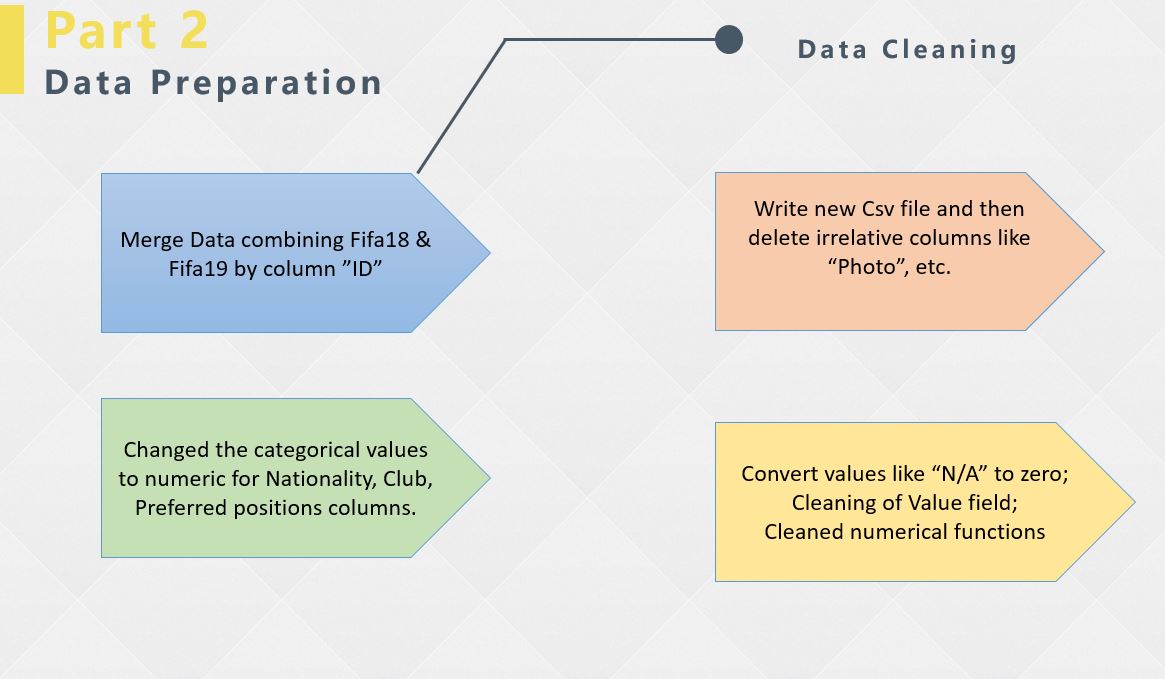 Part 2
Data Preparation
Data Cleaning
Merge Data combining Fifa18 &
Fifa19 by column ”ID”
Write new Csv file and then
delete irrelative columns like
“Photo”, etc.
Changed the categorical values
to numeric for Nationality, Club,
Preferred positions columns.
Convert values like “N/A” to zero;
Cleaning of Value field;
Cleaned numerical functions